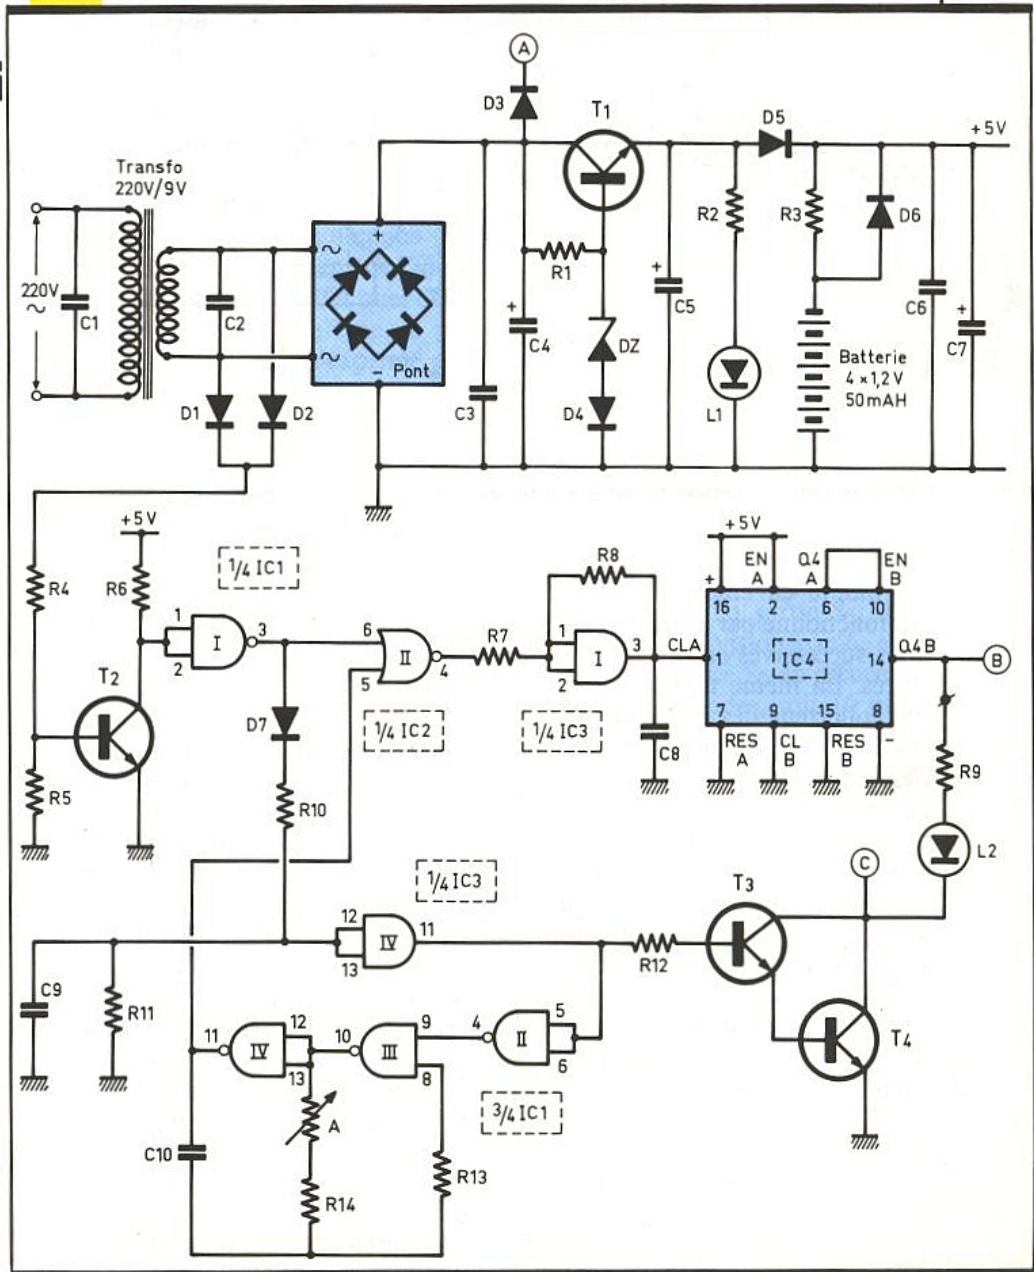 A
D3
T1
D5
+5V
Transfo
220V/9V
220V
~
C1
C2
+
~
~
-
Pont
D1
D2
C3
+
C4
R1
DZ
D4
+
C5
R2
L1
R3
D6
Batterie
4 x 1,2 V
50mAH
C6
+
C7
+5V
R4
R6
1/4 IC1
1
2
I
3
T2
R5
D7
R10
6
5
II
4
1/4 IC2
R7
R8
1
2
I
3
1/4 IC3
C8
CLA
+5V
+
EN
A
Q4
A
EN
B
16
2
6
10
1
IC4
14
Q4B
B
7
9
15
8
RES
A
CL
B
RES
B
-
R9
L2
C
1/4 IC3
12
13
IV
11
R12
T3
T4
C9
R11
11
IV
12
13
10
III
9
8
4
II
5
6
3/4 IC1
A
C10
R14
R13